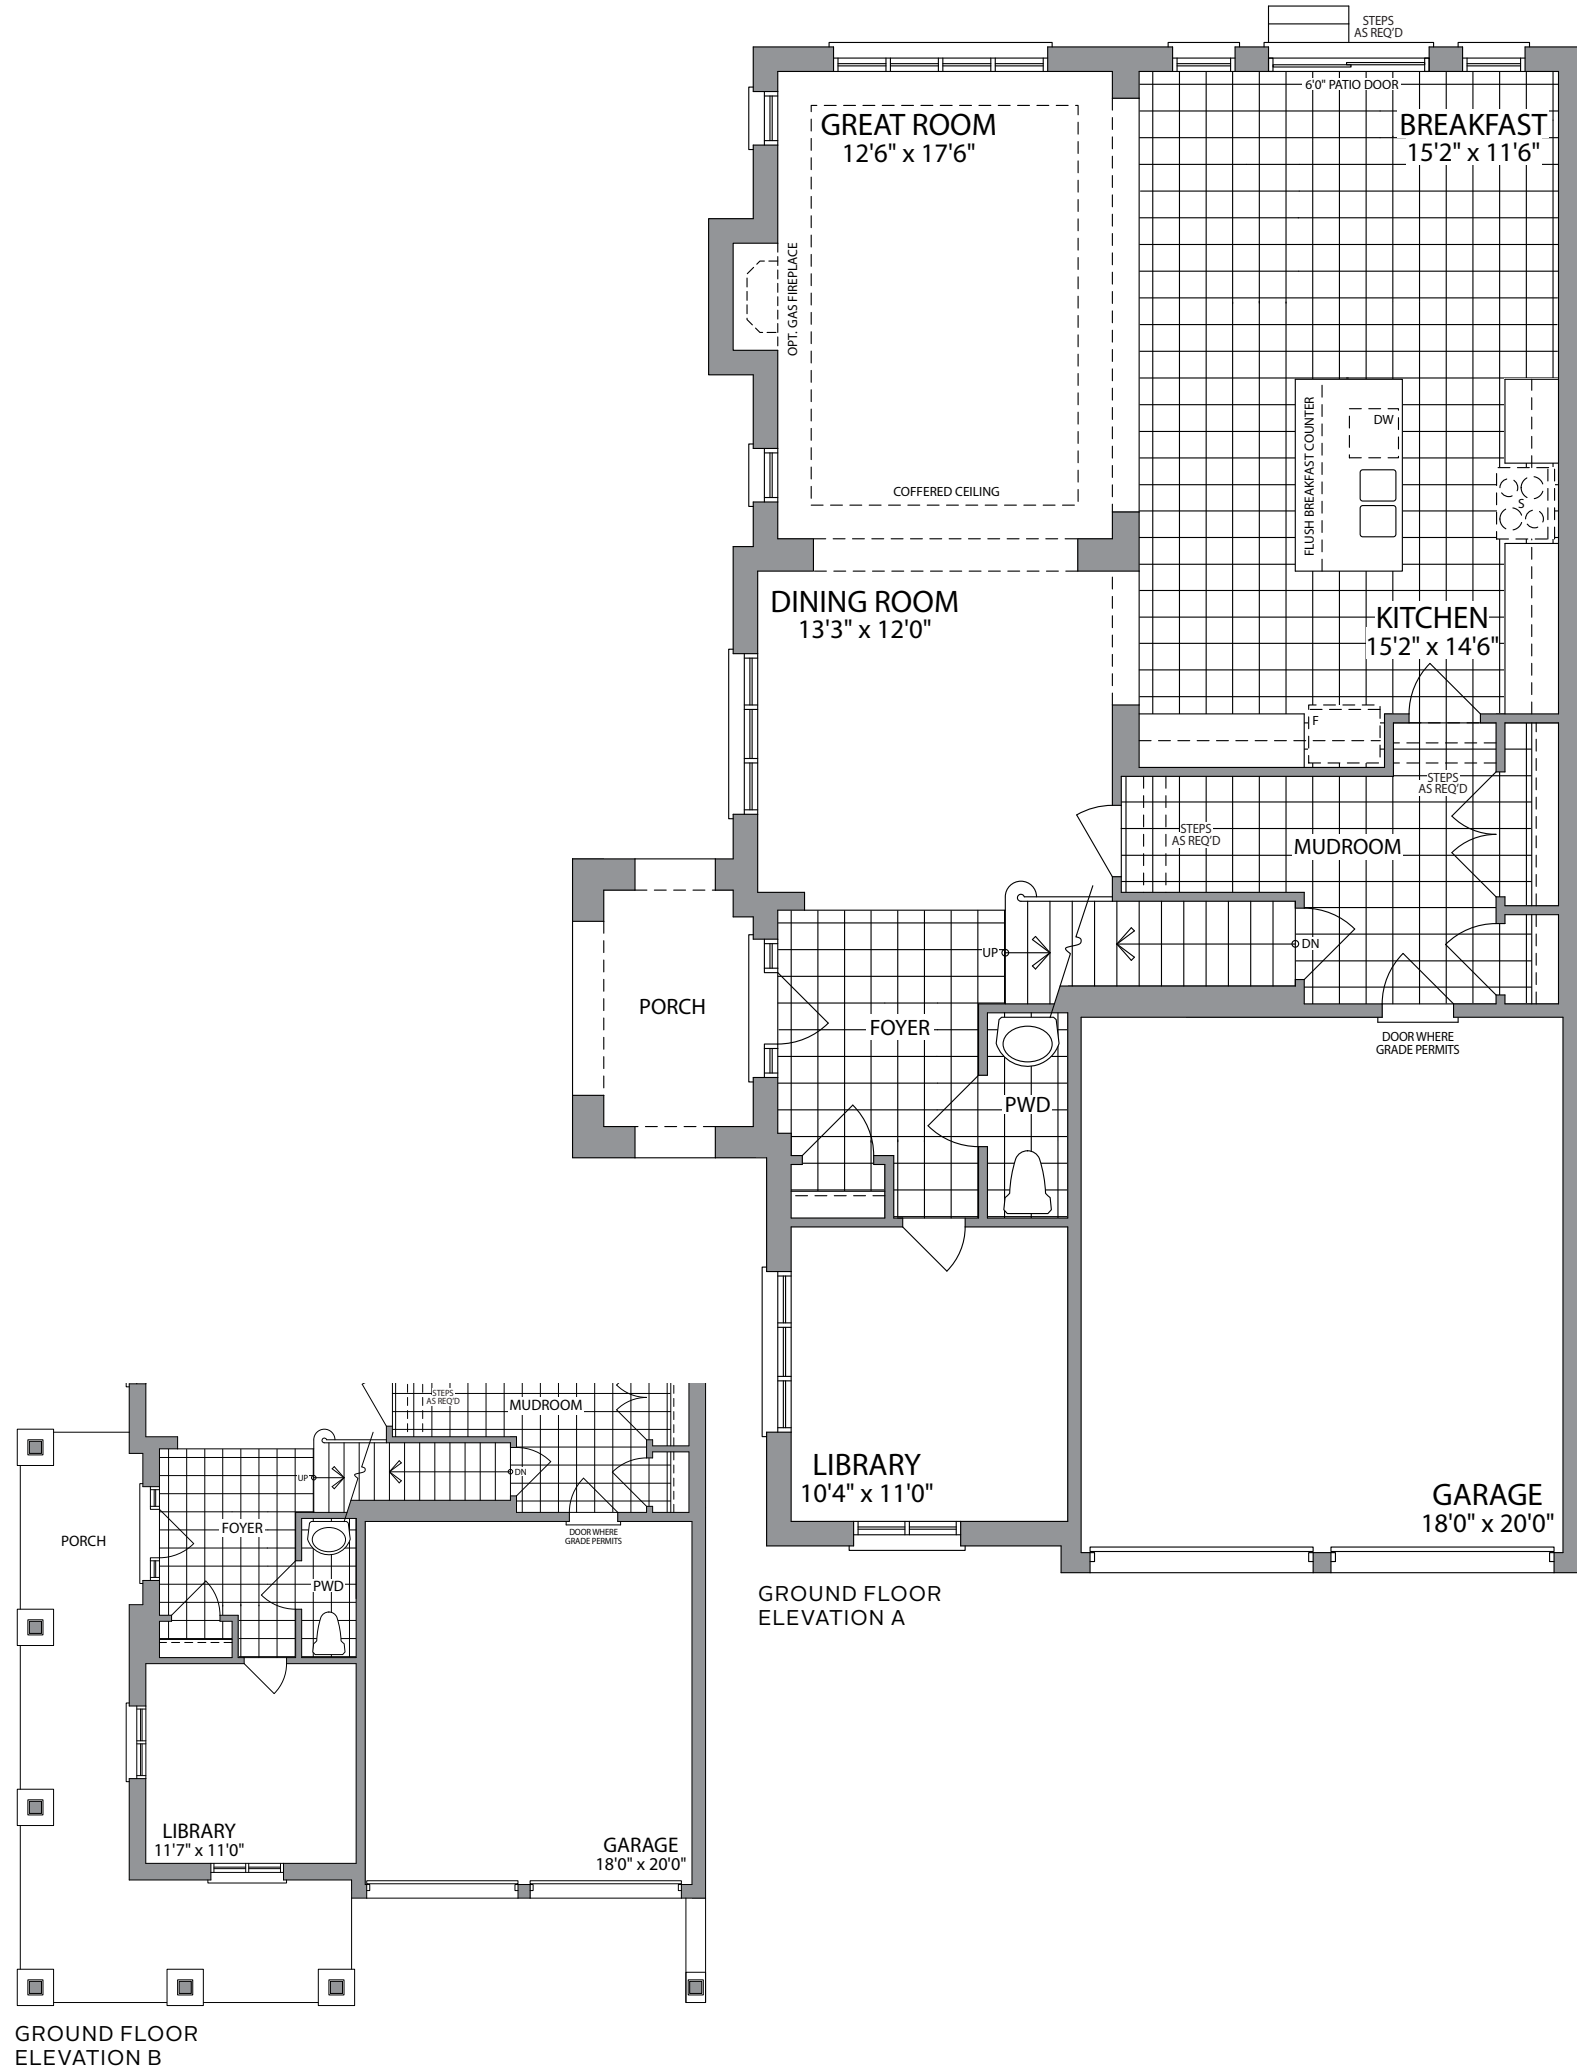 STEPS
AS REQ'D
6'0" PATIO DOOR
GREAT ROOM
12'6" x 17'6"
BREAKFAST
15'2" x 11'6"
OPT. GAS FIREPLACE
COFFERED CEILING
FLUSH BREAKFAST COUNTER
DW
S
DINING ROOM
13'3" x 12'0"
KITCHEN
15'2" x 14'6"
F
STEPS
AS REQ'D
STEPS
AS REQ'D
MUDROOM
UP
DN
PORCH
FOYER
DOOR WHERE
GRADE PERMITS
PWD
LIBRARY
10'4" x 11'0"
GARAGE
18'0" x 20'0"
GROUND FLOOR
ELEVATION A
STEPS
AS REQ'D
MUDROOM
UP
DN
PORCH
FOYER
DOOR WHERE
GRADE PERMITS
PWD
LIBRARY
11'7" x 11'0"
GARAGE
18'0" x 20'0"
GROUND FLOOR
ELEVATION B